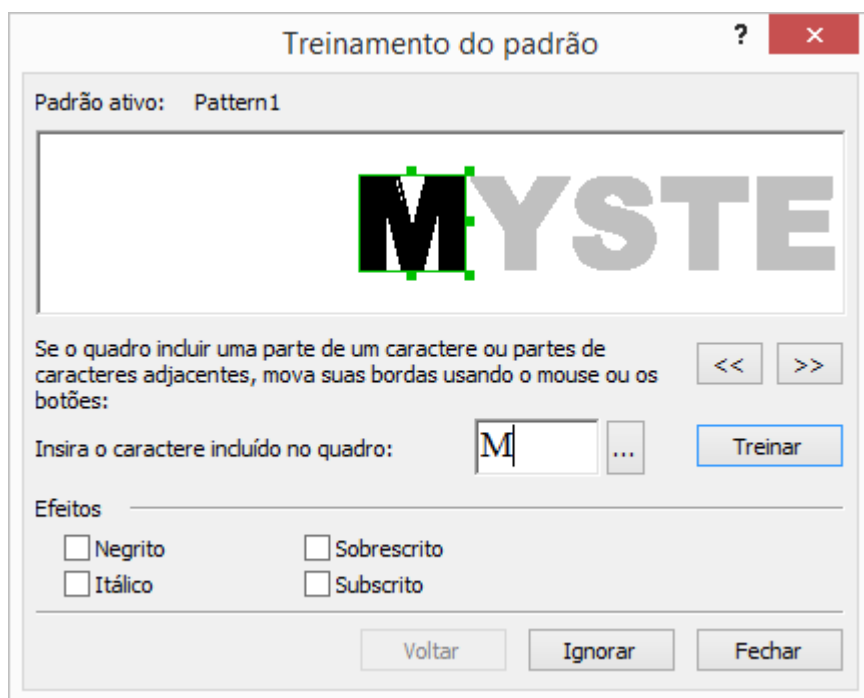 Treinamento do padrão
?
Padrão ativo: Pattern1
MYSTE
Se o quadro incluir uma parte de um caractere ou partes de
caracteres adjacentes, mova suas bordas usando o mouse ou os
botões:
<< >>
Insira o caractere incluído no quadro: M ... Treinar
Efeitos
Negrito Sobrescrito
Itálico Subscrito
Voltar Ignorar Fechar